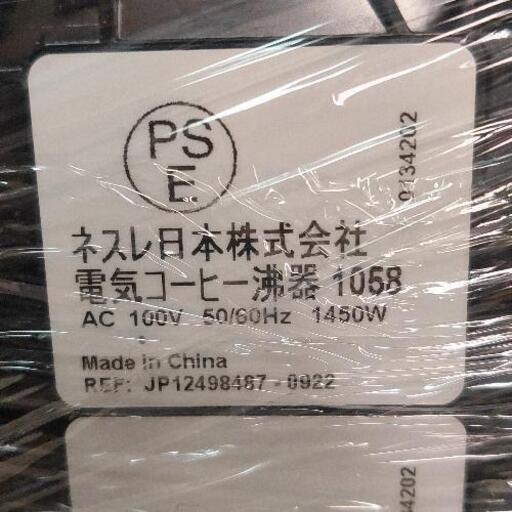 PS
E
ネスレ日本株式会社
電気コーヒー沸器 1058
AC 100V 50/60Hz 1450W
Made in China
REF: JP12498487-0922